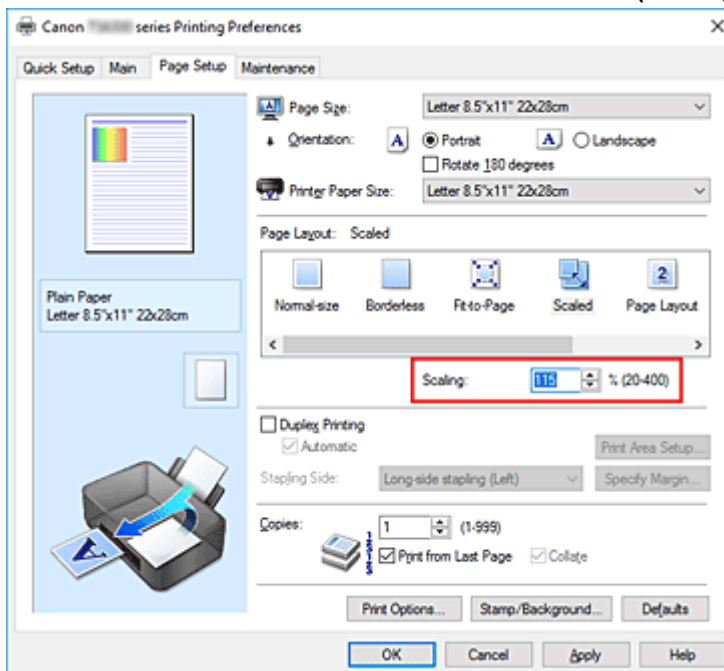 Canon series Printing Preferences
Quick Setup Main Page Setup Maintenance
Page Size: Letter 8.5"x11" 22x28cm
Orientation: A Portrait A Landscape
Rotate 180 degrees
Printer Paper Size: Letter 8.5"x11" 22x28cm
Page Layout: Scaled
Normal-size Borderless Fit-to-Page Scaled 2 Page Layout
Plain Paper
Letter 8.5"x11" 22x28cm
Scaling: 115 % (20-400)
Duplex Printing
Automatic Print Area Setup...
Stapling Side: Long-side stapling (Left) Specify Margin...
Copies: 1 (1-999)
Print from Last Page Collate
A
Print Options... Stamp/Background... Defaults
OK Cancel Apply Help